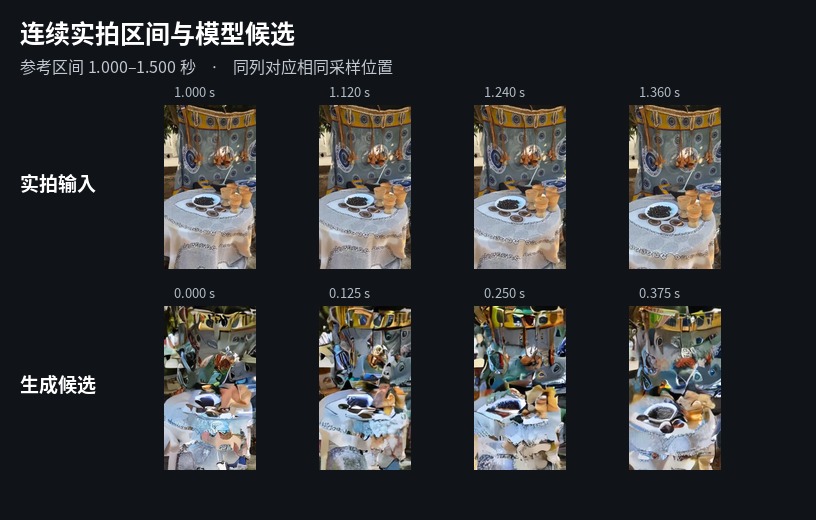 连续实拍区间与模型候选
参考区间 1.000–1.500 秒 · 同列对应相同采样位置
1.000 s 1.120 s 1.240 s 1.360 s
实拍输入
0.000 s 0.125 s 0.250 s 0.375 s
生成候选